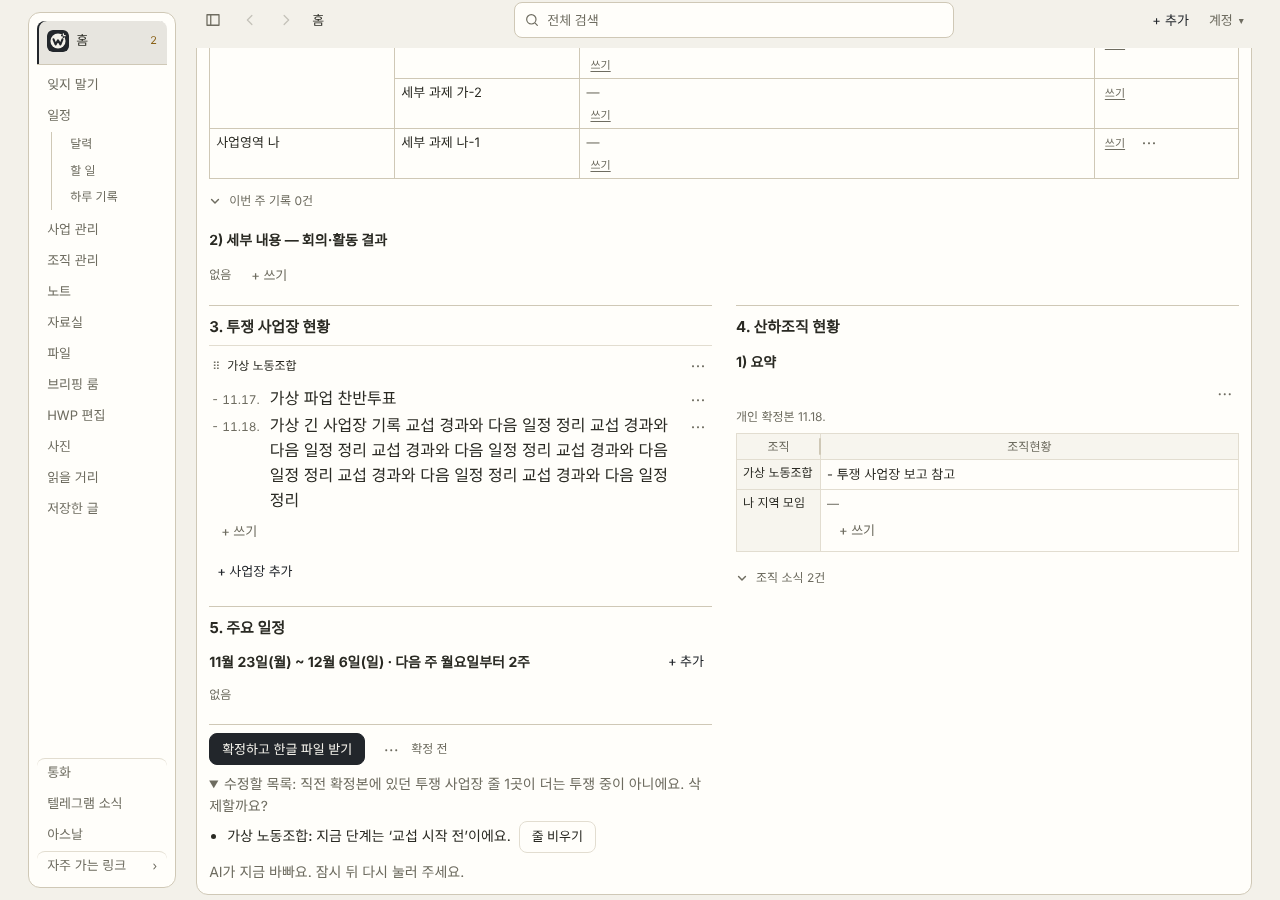 홈 2
잊지 말기
일정
달력
할 일
하루 기록
사업 관리
조직 관리
노트
자료실
파일
브리핑 룸
HWP 편집
사진
읽을 거리
저장한 글
통화
텔레그램 소식
아스날
자주 가는 링크 ›
홈
전체 검색
+ 추가
계정 ▾
쓰기
세부 과제 가-2
—
쓰기
쓰기
사업영역 나
세부 과제 나-1
—
쓰기
쓰기 ···
이번 주 기록 0건
2) 세부 내용 — 회의·활동 결과
없음 + 쓰기
3. 투쟁 사업장 현황
가상 노동조합 ···
- 11.17. 가상 파업 찬반투표 ···
- 11.18. 가상 긴 사업장 기록 교섭 경과와 다음 일정 정리 교섭 경과와 ···
다음 일정 정리 교섭 경과와 다음 일정 정리 교섭 경과와 다음
일정 정리 교섭 경과와 다음 일정 정리 교섭 경과와 다음 일정
정리
+ 쓰기
+ 사업장 추가
4. 산하조직 현황
1) 요약
···
개인 확정본 11.18.
조직 조직현황
가상 노동조합 - 투쟁 사업장 보고 참고
나 지역 모임 —
+ 쓰기
조직 소식 2건
5. 주요 일정
11월 23일(월) ~ 12월 6일(일) · 다음 주 월요일부터 2주 + 추가
없음
확정하고 한글 파일 받기 ··· 확정 전
▼ 수정할 목록: 직전 확정본에 있던 투쟁 사업장 줄 1곳이 더는 투쟁 중이 아니에요. 삭
제할까요?
• 가상 노동조합: 지금 단계는 ‘교섭 시작 전’이에요. 줄 비우기
AI가 지금 바빠요. 잠시 뒤 다시 눌러 주세요.